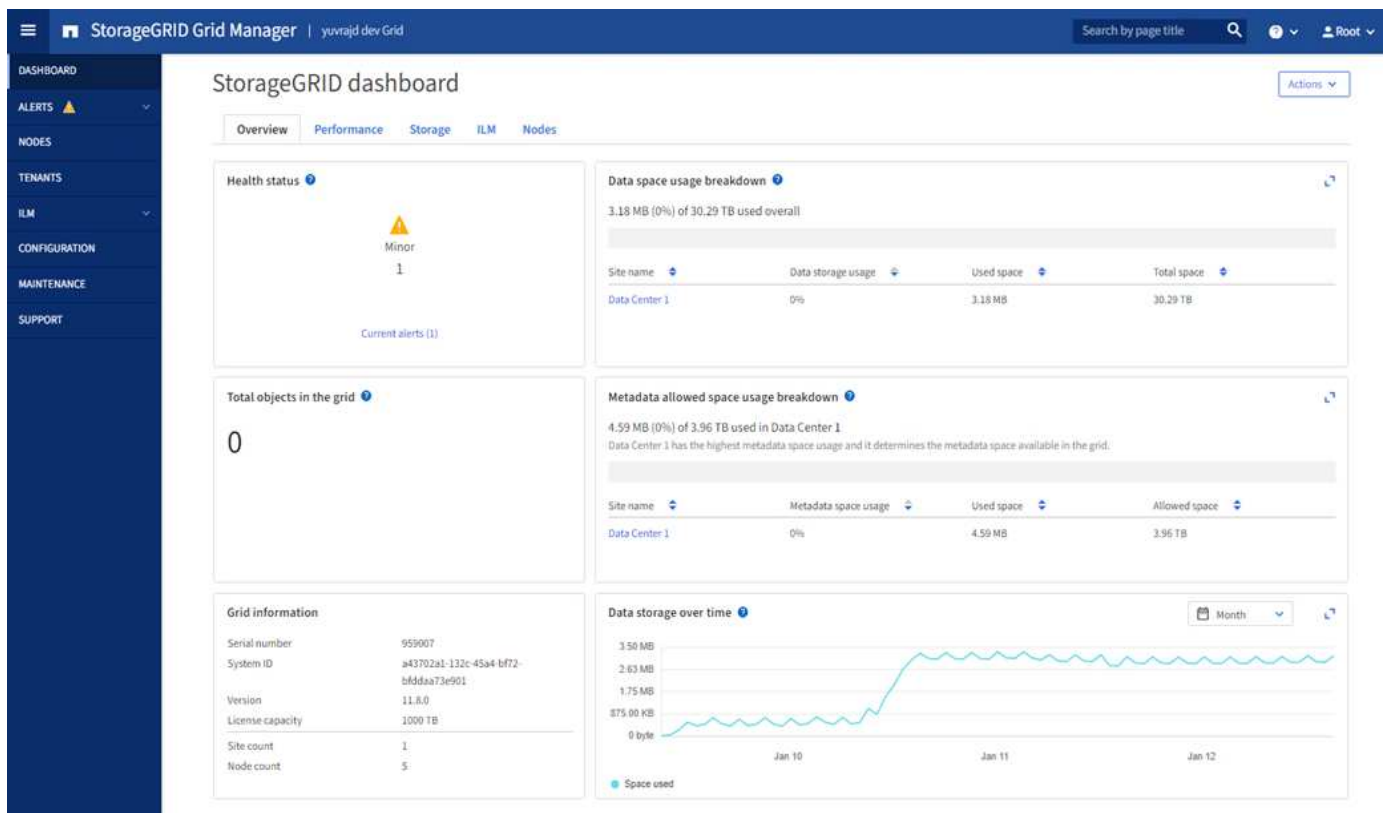 StorageGRID Grid Manager | yuvrajd dev Grid
Search by page title
Root
DASHBOARD
ALERTS
NODES
TENANTS
ILM
CONFIGURATION
MAINTENANCE
SUPPORT
StorageGRID dashboard
Actions
Overview Performance Storage ILM Nodes
Health status
Minor
1
Current alerts (1)
Data space usage breakdown
3.18 MB (0%) of 30.29 TB used overall
Site name Data storage usage Used space Total space
Data Center 1 0% 3.18 MB 30.29 TB
Total objects in the grid
0
Metadata allowed space usage breakdown
4.59 MB (0%) of 3.96 TB used in Data Center 1
Data Center 1 has the highest metadata space usage and it determines the metadata space available in the grid.
Site name Metadata space usage Used space Allowed space
Data Center 1 0% 4.59 MB 3.96 TB
Grid information
Serial number 959007
System ID a43702a1-132c-45a4-bf72-
bfddaa73e901
Version 11.8.0
License capacity 1000 TB
Site count 1
Node count 5
Data storage over time
Month
3.50 MB
2.63 MB
1.75 MB
875.00 KB
0 byte
Jan 10 Jan 11 Jan 12
Space used